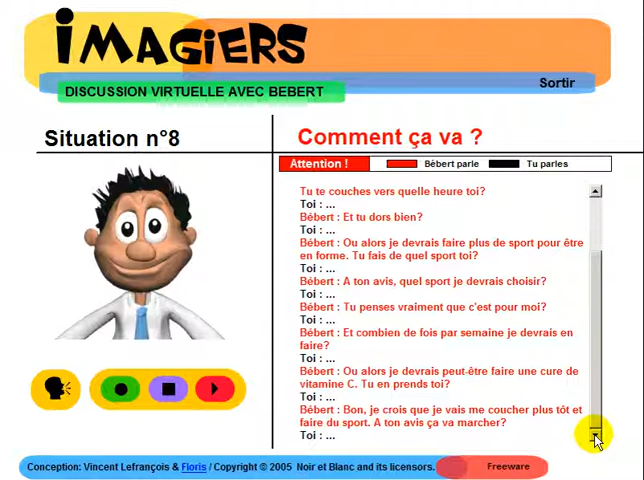 iMAGiERS
Sortir
DISCUSSION VIRTUELLE AVEC BEBERT
Situation n°8
Comment ça va ?
Attention !
Bébert parle
Tu parles
Tu te couches vers quelle heure toi?
Toi : ...
Bébert : Et tu dors bien?
Toi : ...
Bébert : Ou alors je devrais faire plus de sport pour être
en forme. Tu fais de quel sport toi?
Toi : ...
Bébert : A ton avis, quel sport je devrais choisir?
Toi : ...
Bébert : Tu penses vraiment que c'est pour moi?
Toi : ...
Bébert : Et combien de fois par semaine je devrais en
faire?
Toi : ...
Bébert : Ou alors je devrais peut-être faire une cure de
vitamine C. Tu en prends toi?
Toi : ...
Bébert : Bon, je crois que je vais me coucher plus tôt et
faire du sport. A ton avis ça va marcher?
Toi : ...
Conception: Vincent Lefrançois & Floris / Copyright © 2005 Noir et Blanc and its licensors.
Freeware